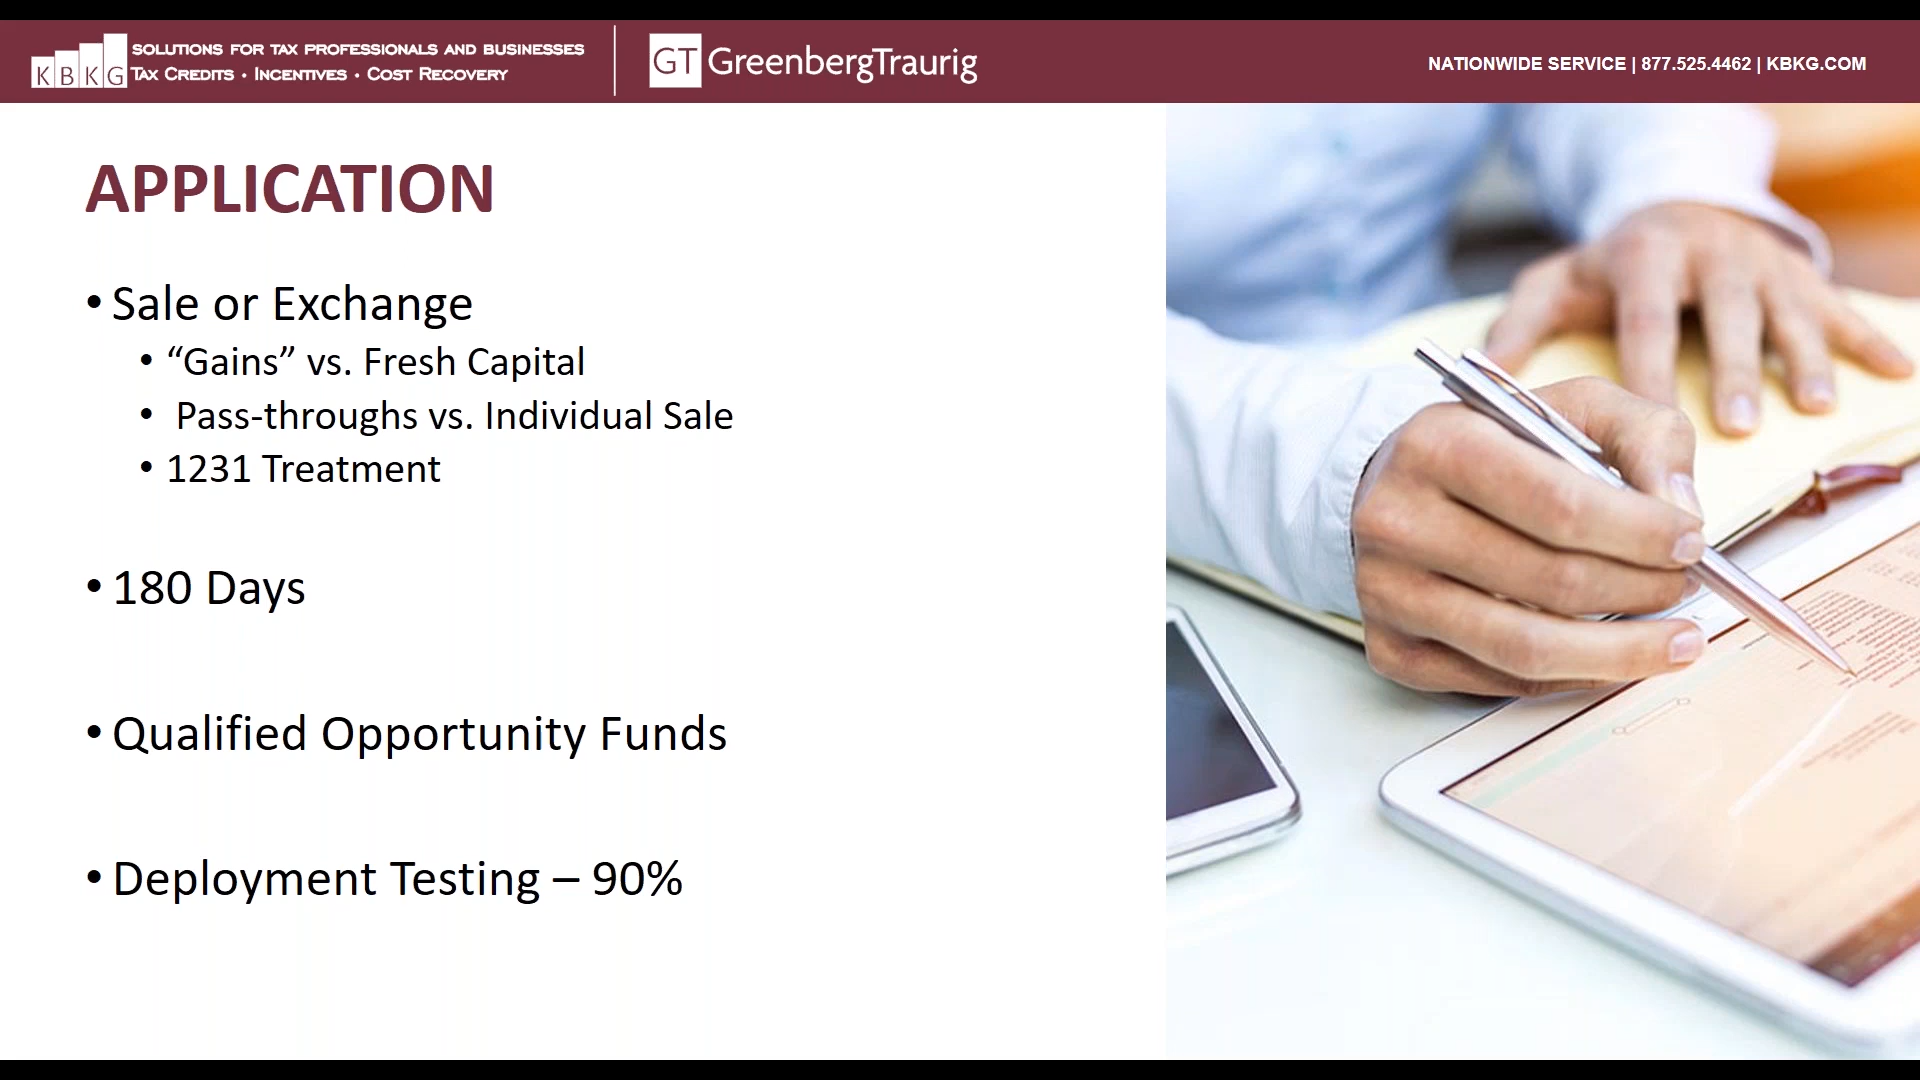 KBKG SOLUTIONS FOR TAX PROFESSIONALS AND BUSINESSES
TAX CREDITS • INCENTIVES • COST RECOVERY
GT GreenbergTraurig
NATIONWIDE SERVICE | 877.525.4462 | KBKG.COM
APPLICATION
• Sale or Exchange
• “Gains” vs. Fresh Capital
• Pass-throughs vs. Individual Sale
• 1231 Treatment
• 180 Days
• Qualified Opportunity Funds
• Deployment Testing – 90%